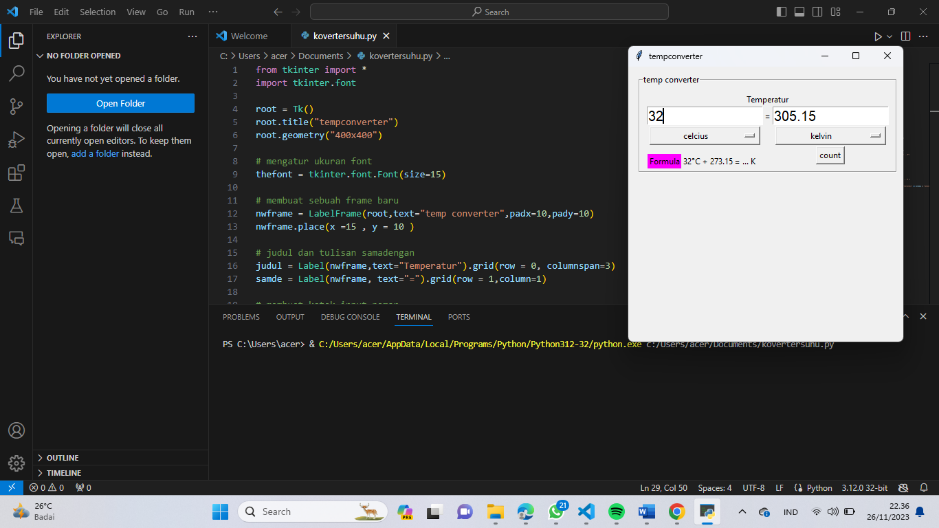 File Edit Selection View Go Run ··· Search
EXPLORER ···
NO FOLDER OPENED
You have not yet opened a folder.
Open Folder
Opening a folder will close all
currently open editors. To keep them
open, add a folder instead.
OUTLINE
TIMELINE
Welcome kovertersuhu.py
C: > Users > acer > Documents > kovertersuhu.py > ...
1 from tkinter import *
2 import tkinter.font
3
4 root = Tk()
5 root.title("tempconverter")
6 root.geometry("400x400")
7
8 # mengatur ukuran font
9 thefont = tkinter.font.Font(size=15)
10
11 # membuat sebuah frame baru
12 nwframe = LabelFrame(root,text="temp converter",padx=10,pady=10)
13 nwframe.place(x =15 , y = 10 )
14
15 # judul dan tulisan samadengan
16 judul = Label(nwframe,text="Temperatur").grid(row = 0, columnspan=3)
17 samde = Label(nwframe, text="=").grid(row = 1,column=1)
18
PROBLEMS OUTPUT DEBUG CONSOLE TERMINAL PORTS
PS C:\Users\acer> & C:/Users/acer/AppData/Local/Programs/Python/Python312-32/python.exe c:/Users/acer/Documents/kovertersuhu.py
tempconverter
temp converter
Temperatur
32 = 305.15
celcius kelvin
count
Formula 32°C + 273.15 = ... K
0 0 0 Ln 29, Col 50 Spaces: 4 UTF-8 LF Python 3.12.0 32-bit
26°C
Badai
Search
21
IND
22.36
26/11/2023